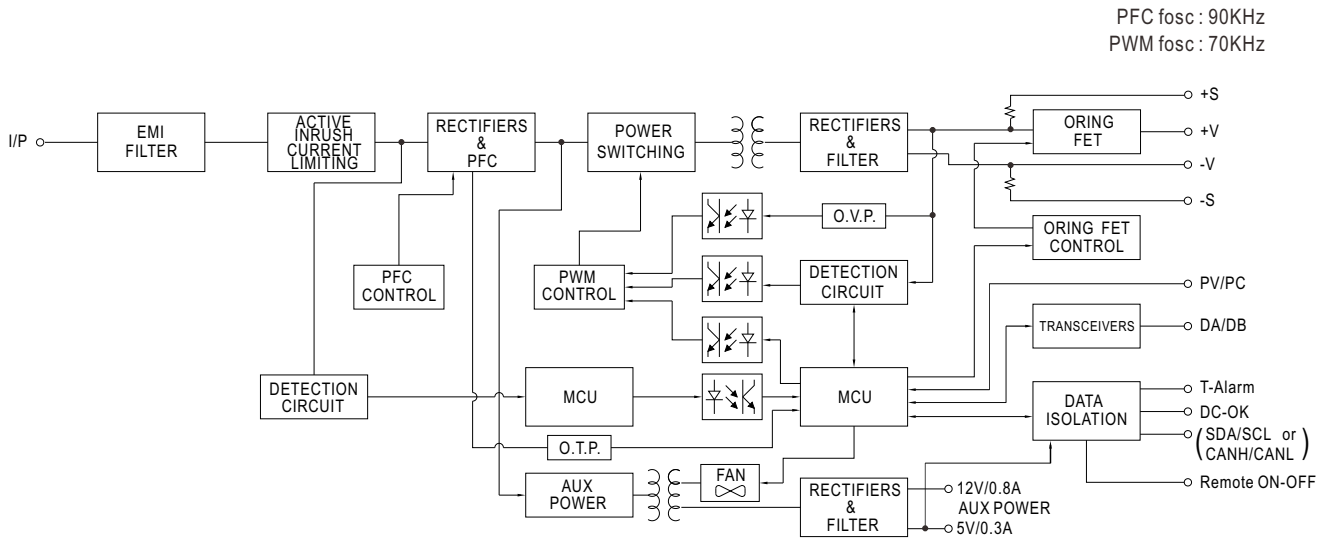 PFC fosc : 90KHz
PWM fosc : 70KHz
I/P
EMI
FILTER
ACTIVE
INRUSH
CURRENT
LIMITING
RECTIFIERS
&
PFC
POWER
SWITCHING
RECTIFIERS
&
FILTER
ORING
FET
+S
+V
-V
-S
O.V.P.
ORING FET
CONTROL
PFC
CONTROL
PWM
CONTROL
DETECTION
CIRCUIT
PV/PC
TRANSCEIVERS
DA/DB
DETECTION
CIRCUIT
MCU
MCU
DATA
ISOLATION
T-Alarm
DC-OK
(SDA/SCL or
CANH/CANL)
Remote ON-OFF
O.T.P.
AUX
POWER
FAN
RECTIFIERS
&
FILTER
12V/0.8A
AUX POWER
5V/0.3A